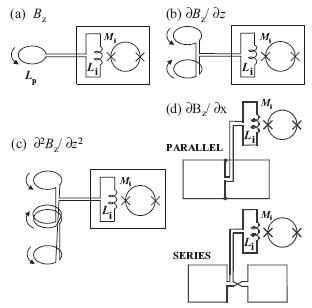 (a) B_z
M_i
L_i
L_p
(b) ∂B_z/ ∂z
M_i
L_i
(c) ∂²B_z/ ∂z²
M_i
L_i
(d) ∂B_z/ ∂x
PARALLEL
M_i
L_i
SERIES
M_i
L_i